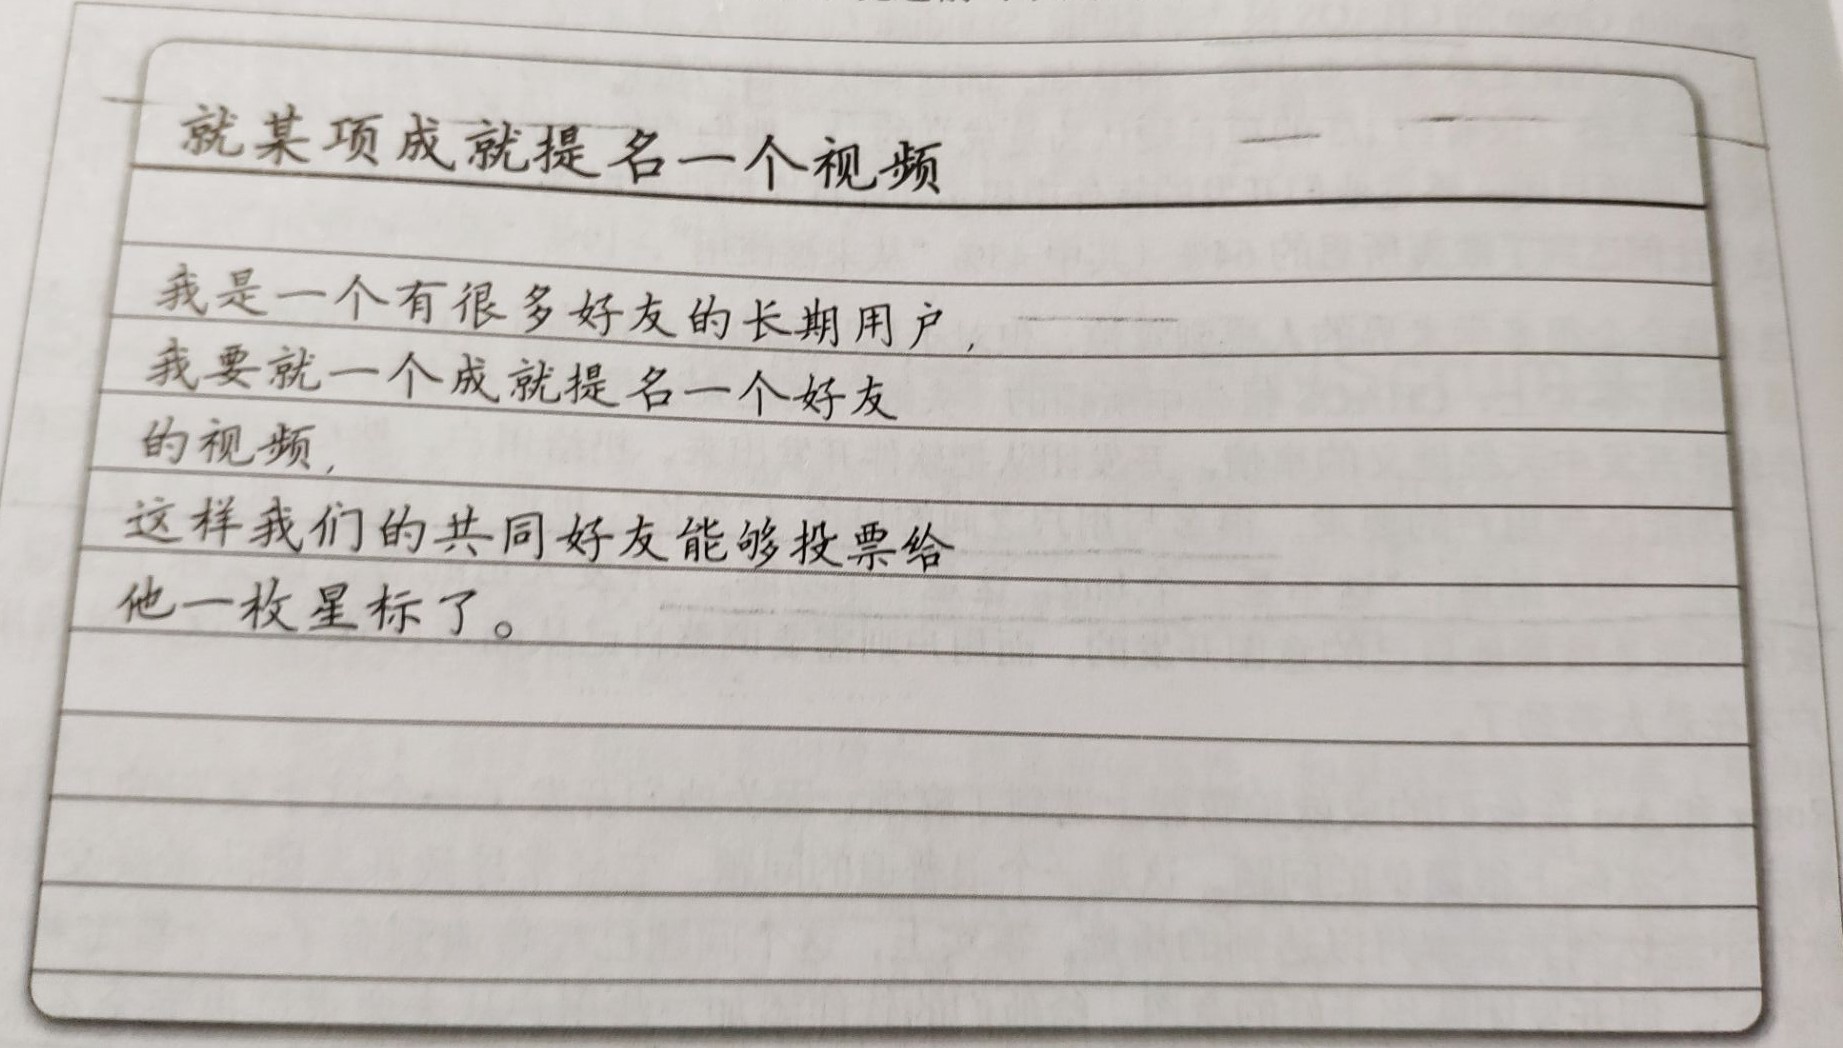 就某项成就提名一个视频
我是一个有很多好友的长期用户,
我要就一个成就提名一个好友
的视频,
这样我们的共同好友能够投票给
他一枚星标了。